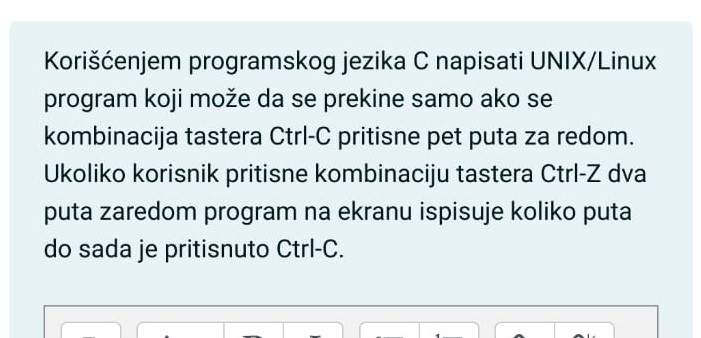 Korišćenjem programskog jezika C napisati UNIX/Linux
program koji može da se prekine samo ako se
kombinacija tastera Ctrl-C pritisne pet puta za redom.
Ukoliko korisnik pritisne kombinaciju tastera Ctrl-Z dva
puta zaredom program na ekranu ispisuje koliko puta
do sada je pritisnuto Ctrl-C.